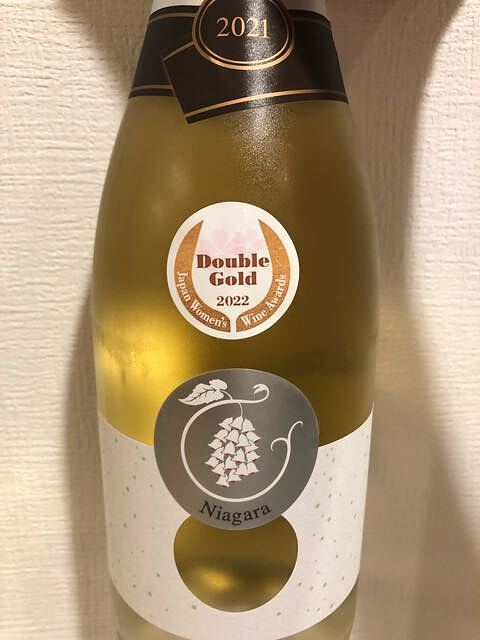 2021
Double
Gold
2022
Japan Women's Wine Awards
Niagara